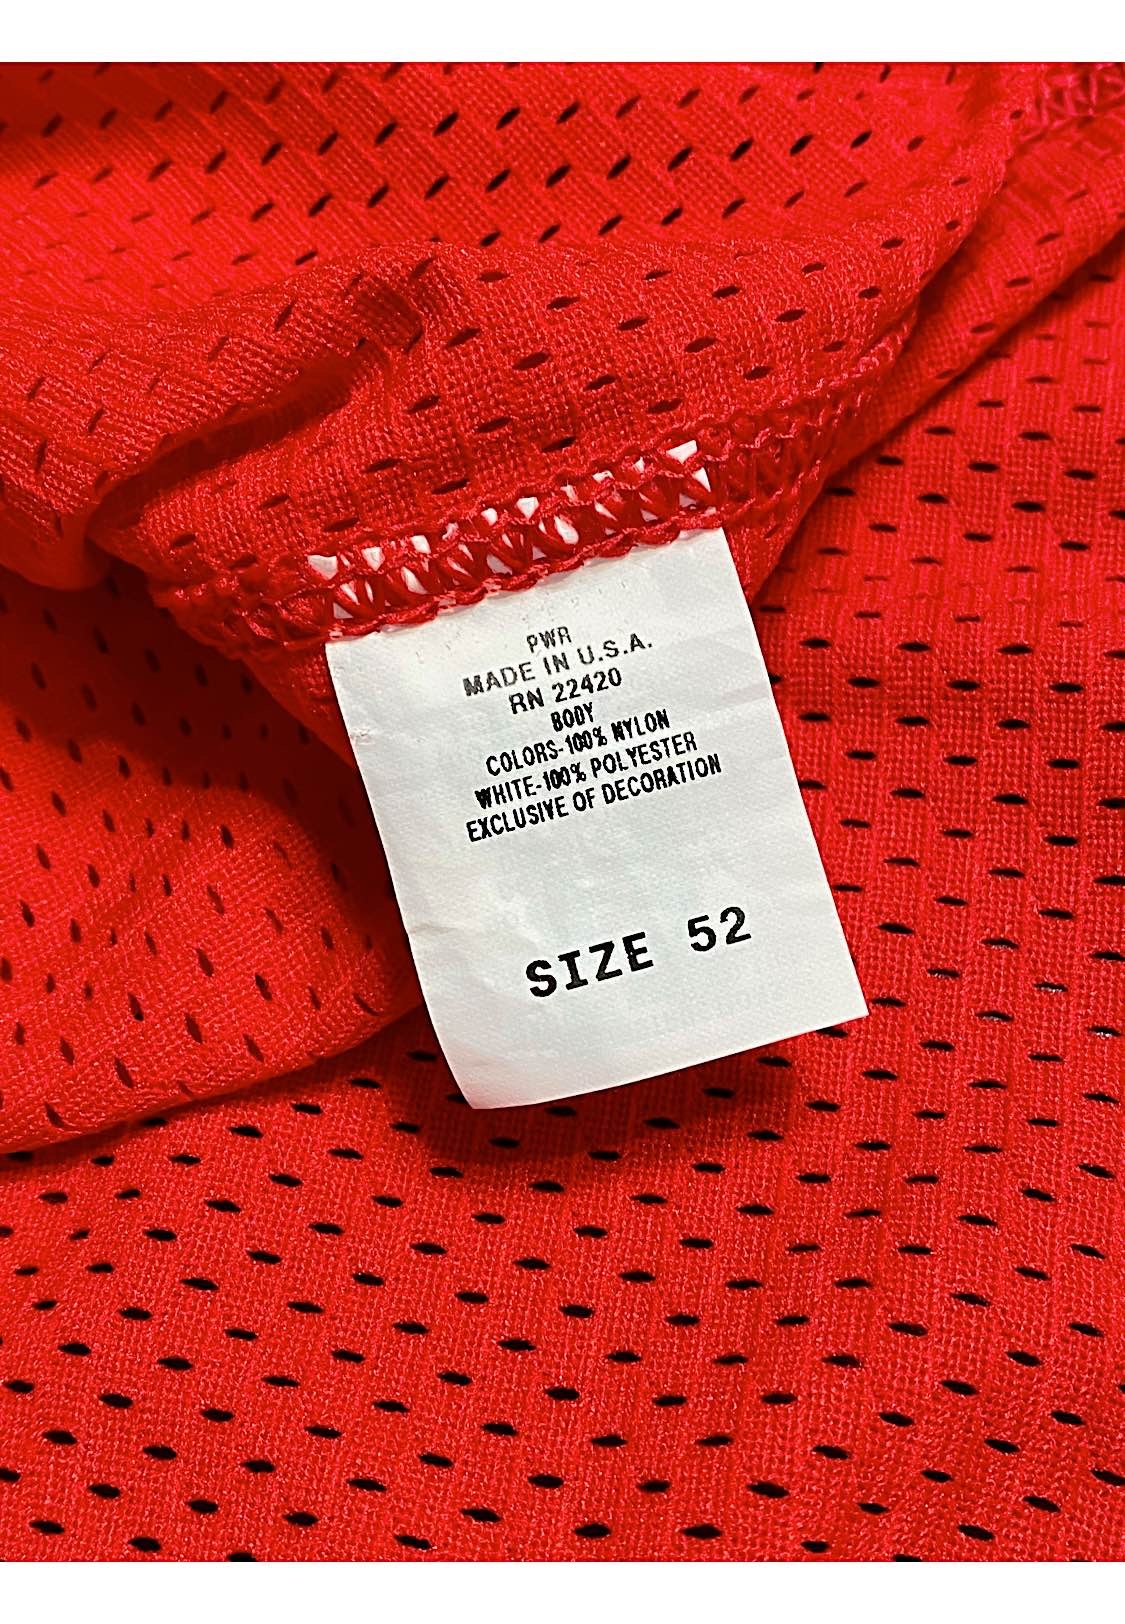 PWR
MADE IN U.S.A.
RN 22420
BODY
COLORS-100% NYLON
WHITE-100% POLYESTER
EXCLUSIVE OF DECORATION
SIZE 52